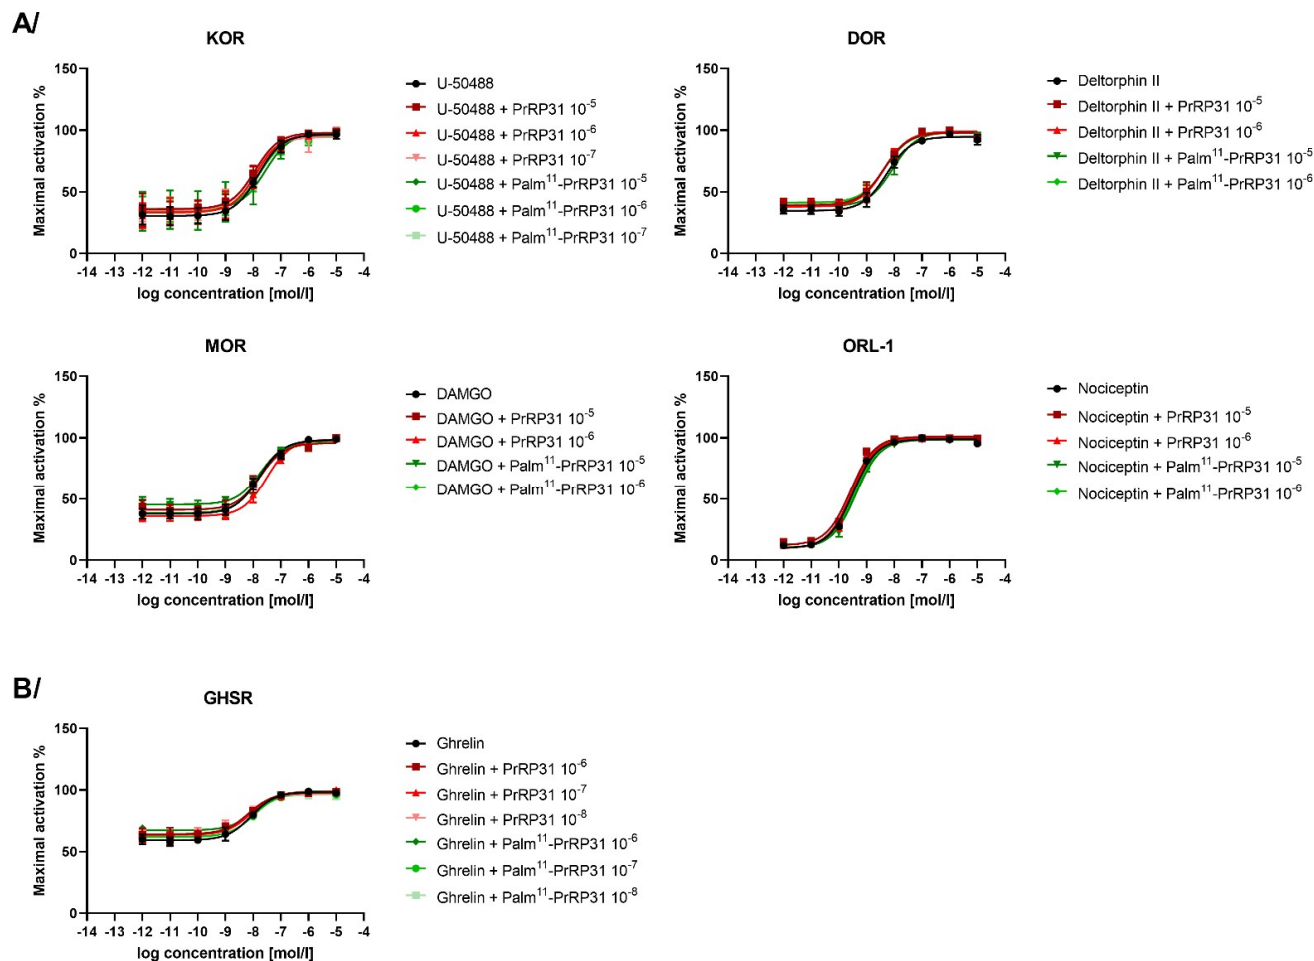 A/
KOR
150
100
50
0
Maximal activation %
-14 -13 -12 -11 -10 -9 -8 -7 -6 -5 -4
log concentration [mol/l]
U-50488
U-50488 + PrRP31 10⁻⁵
U-50488 + PrRP31 10⁻⁶
U-50488 + PrRP31 10⁻⁷
U-50488 + Palm¹¹-PrRP31 10⁻⁵
U-50488 + Palm¹¹-PrRP31 10⁻⁶
U-50488 + Palm¹¹-PrRP31 10⁻⁷
DOR
150
100
50
0
Maximal activation %
-14 -13 -12 -11 -10 -9 -8 -7 -6 -5 -4
log concentration [mol/l]
Deltorphin II
Deltorphin II + PrRP31 10⁻⁵
Deltorphin II + PrRP31 10⁻⁶
Deltorphin II + Palm¹¹-PrRP31 10⁻⁵
Deltorphin II + Palm¹¹-PrRP31 10⁻⁶
MOR
150
100
50
0
Maximal activation %
-14 -13 -12 -11 -10 -9 -8 -7 -6 -5 -4
log concentration [mol/l]
DAMGO
DAMGO + PrRP31 10⁻⁵
DAMGO + PrRP31 10⁻⁶
DAMGO + Palm¹¹-PrRP31 10⁻⁵
DAMGO + Palm¹¹-PrRP31 10⁻⁶
ORL-1
150
100
50
0
Maximal activation %
-14 -13 -12 -11 -10 -9 -8 -7 -6 -5 -4
log concentration [mol/l]
Nociceptin
Nociceptin + PrRP31 10⁻⁵
Nociceptin + PrRP31 10⁻⁶
Nociceptin + Palm¹¹-PrRP31 10⁻⁵
Nociceptin + Palm¹¹-PrRP31 10⁻⁶
B/
GHSR
150
100
50
0
Maximal activation %
-14 -13 -12 -11 -10 -9 -8 -7 -6 -5 -4
log concentration [mol/l]
Ghrelin
Ghrelin + PrRP31 10⁻⁶
Ghrelin + PrRP31 10⁻⁷
Ghrelin + PrRP31 10⁻⁸
Ghrelin + Palm¹¹-PrRP31 10⁻⁶
Ghrelin + Palm¹¹-PrRP31 10⁻⁷
Ghrelin + Palm¹¹-PrRP31 10⁻⁸